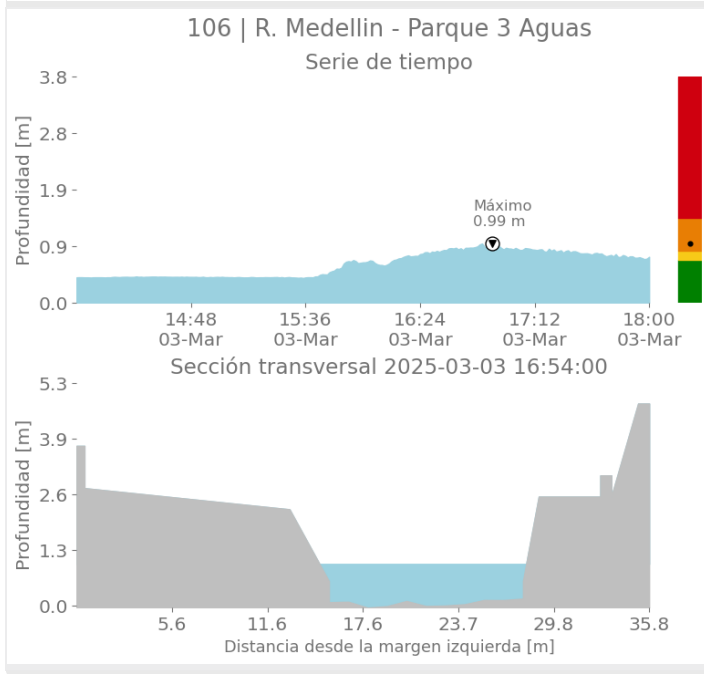 106 | R. Medellin - Parque 3 Aguas
Serie de tiempo
Profundidad [m]
3.8
2.8
1.9
0.9
0.0
Máximo
0.99 m
14:48 15:36 16:24 17:12 18:00
03-Mar 03-Mar 03-Mar 03-Mar 03-Mar
Sección transversal 2025-03-03 16:54:00
Profundidad [m]
5.3
3.9
2.6
1.3
0.0
5.6 11.6 17.6 23.7 29.8 35.8
Distancia desde la margen izquierda [m]